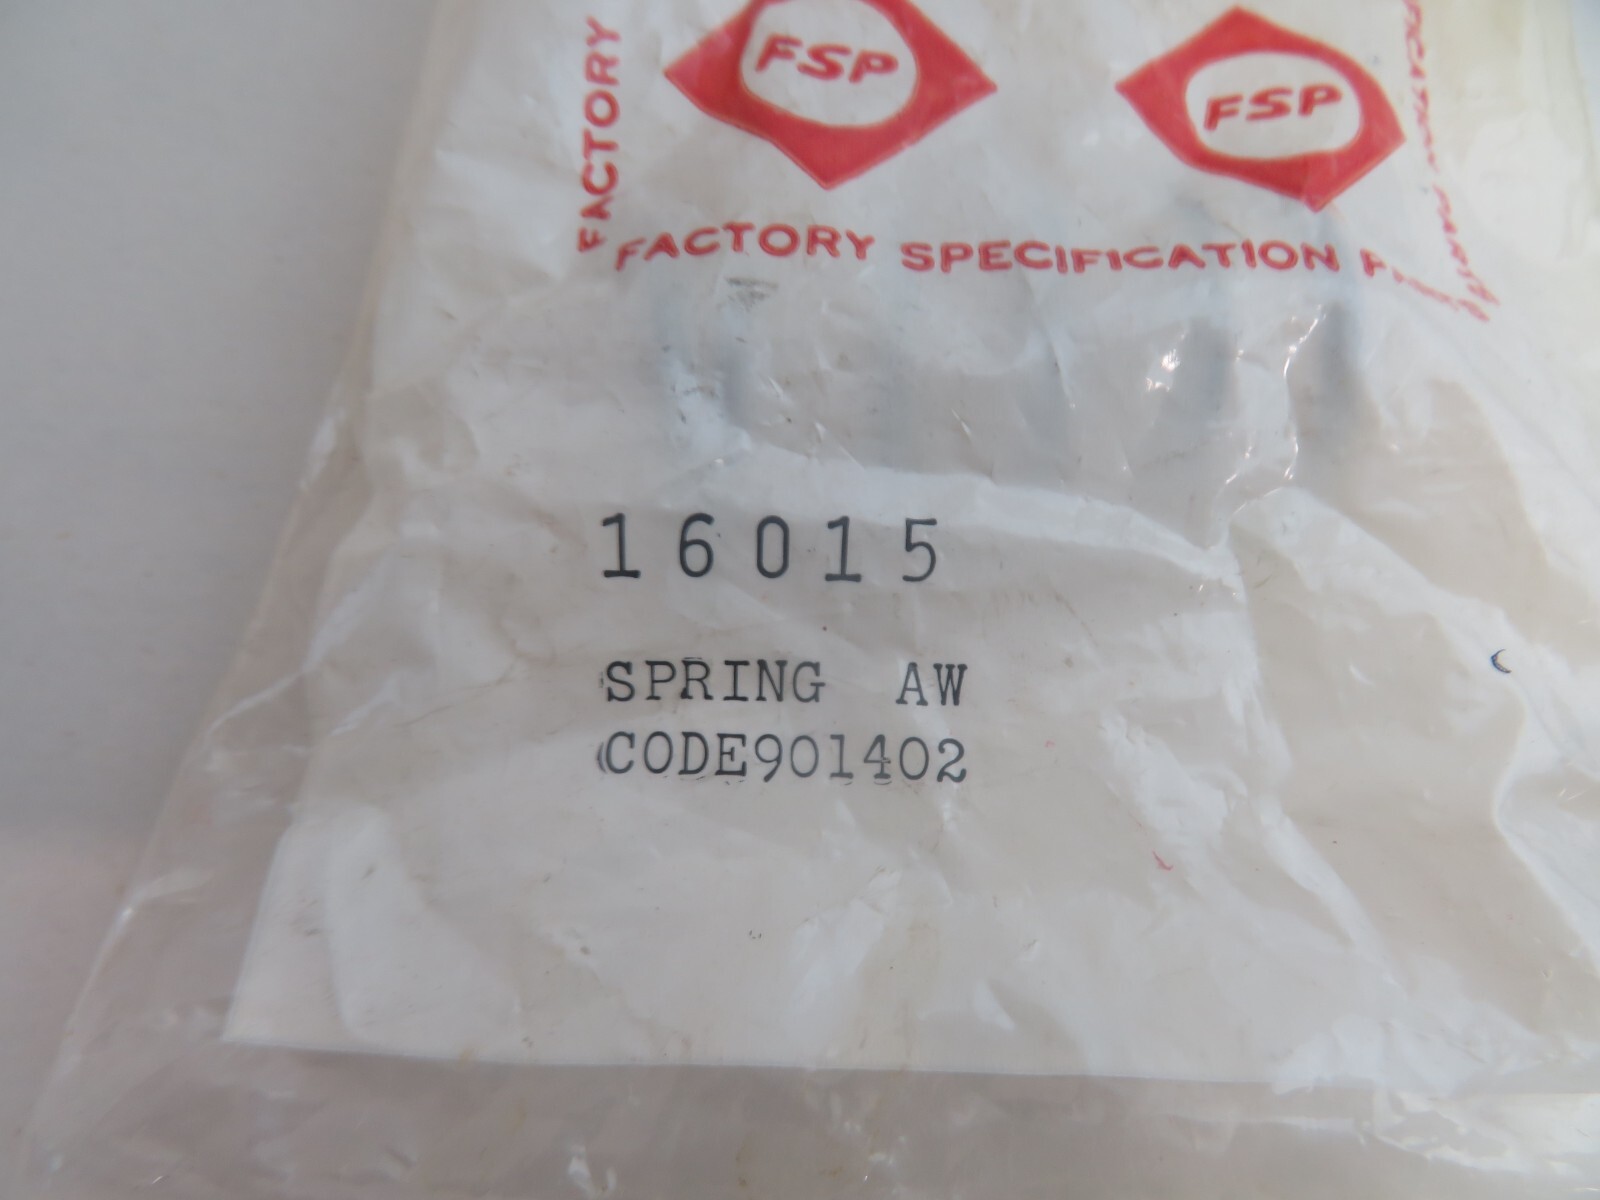 FSP FSP
FACTORY
FACTORY SPECIFICATION
16015
SPRING AW
CODE901402